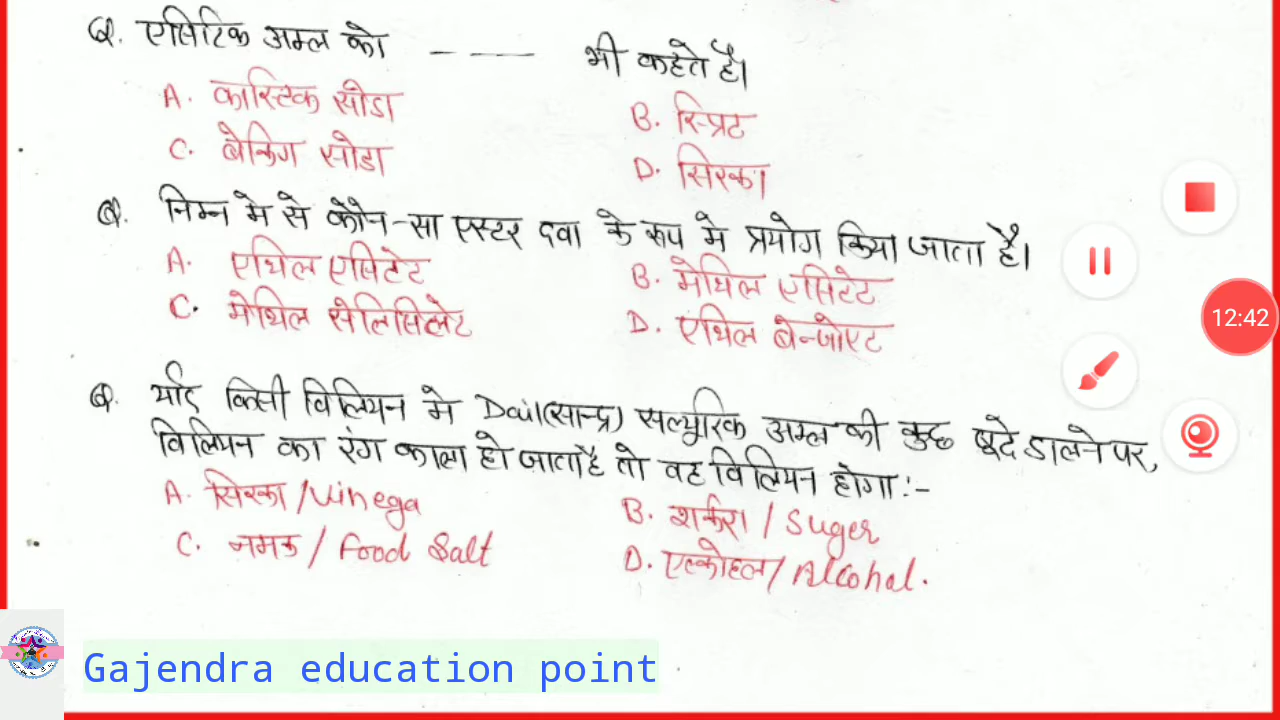 Q. एसिटिक अम्ल को _ ___ भी कहते है।
A. कास्टिक सोडा B. स्प्रिट
C. बेकिंग सोडा D. सिरका
Q. निम्न मे से कौन-सा एस्टर दवा के रूप मे प्रयोग किया जाता है।
A. एथिल एसिटेट B. मेथिल एसिटेट
C. मेथिल सेलिसिलेट D. एथिल बेन्जोएट
Q. यदि किसी विलियन मे Dail(सान्द्र) सल्फ्यूरिक अम्ल की कुछ बूदे डालने पर,
विलियन का रंग काला हो जाता है तो वह विलियन होगा :-
A. सिरका / Vinega B. शर्करा / Suger
C. नमक / Food Salt D. एल्कोहल / Alcohal.
12:42
Gajendra education point